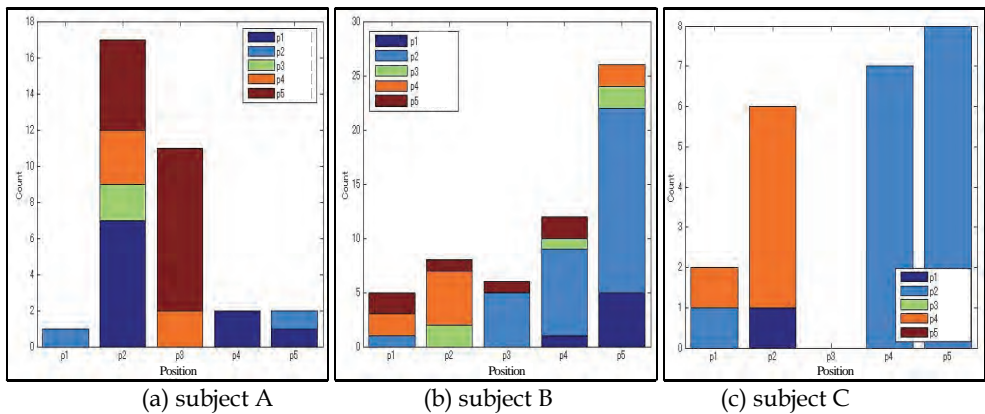 18
16
14
12
10
8
6
4
2
0
Count
p1
p2
p3
p4
p5
p1 p2 p3 p4 p5
Position
(a) subject A
30
25
20
15
10
5
0
Count
p1
p2
p3
p4
p5
p1 p2 p3 p4 p5
Position
(b) subject B
8
7
6
5
4
3
2
1
0
Count
p1
p2
p3
p4
p5
p1 p2 p3 p4 p5
Position
(c) subject C